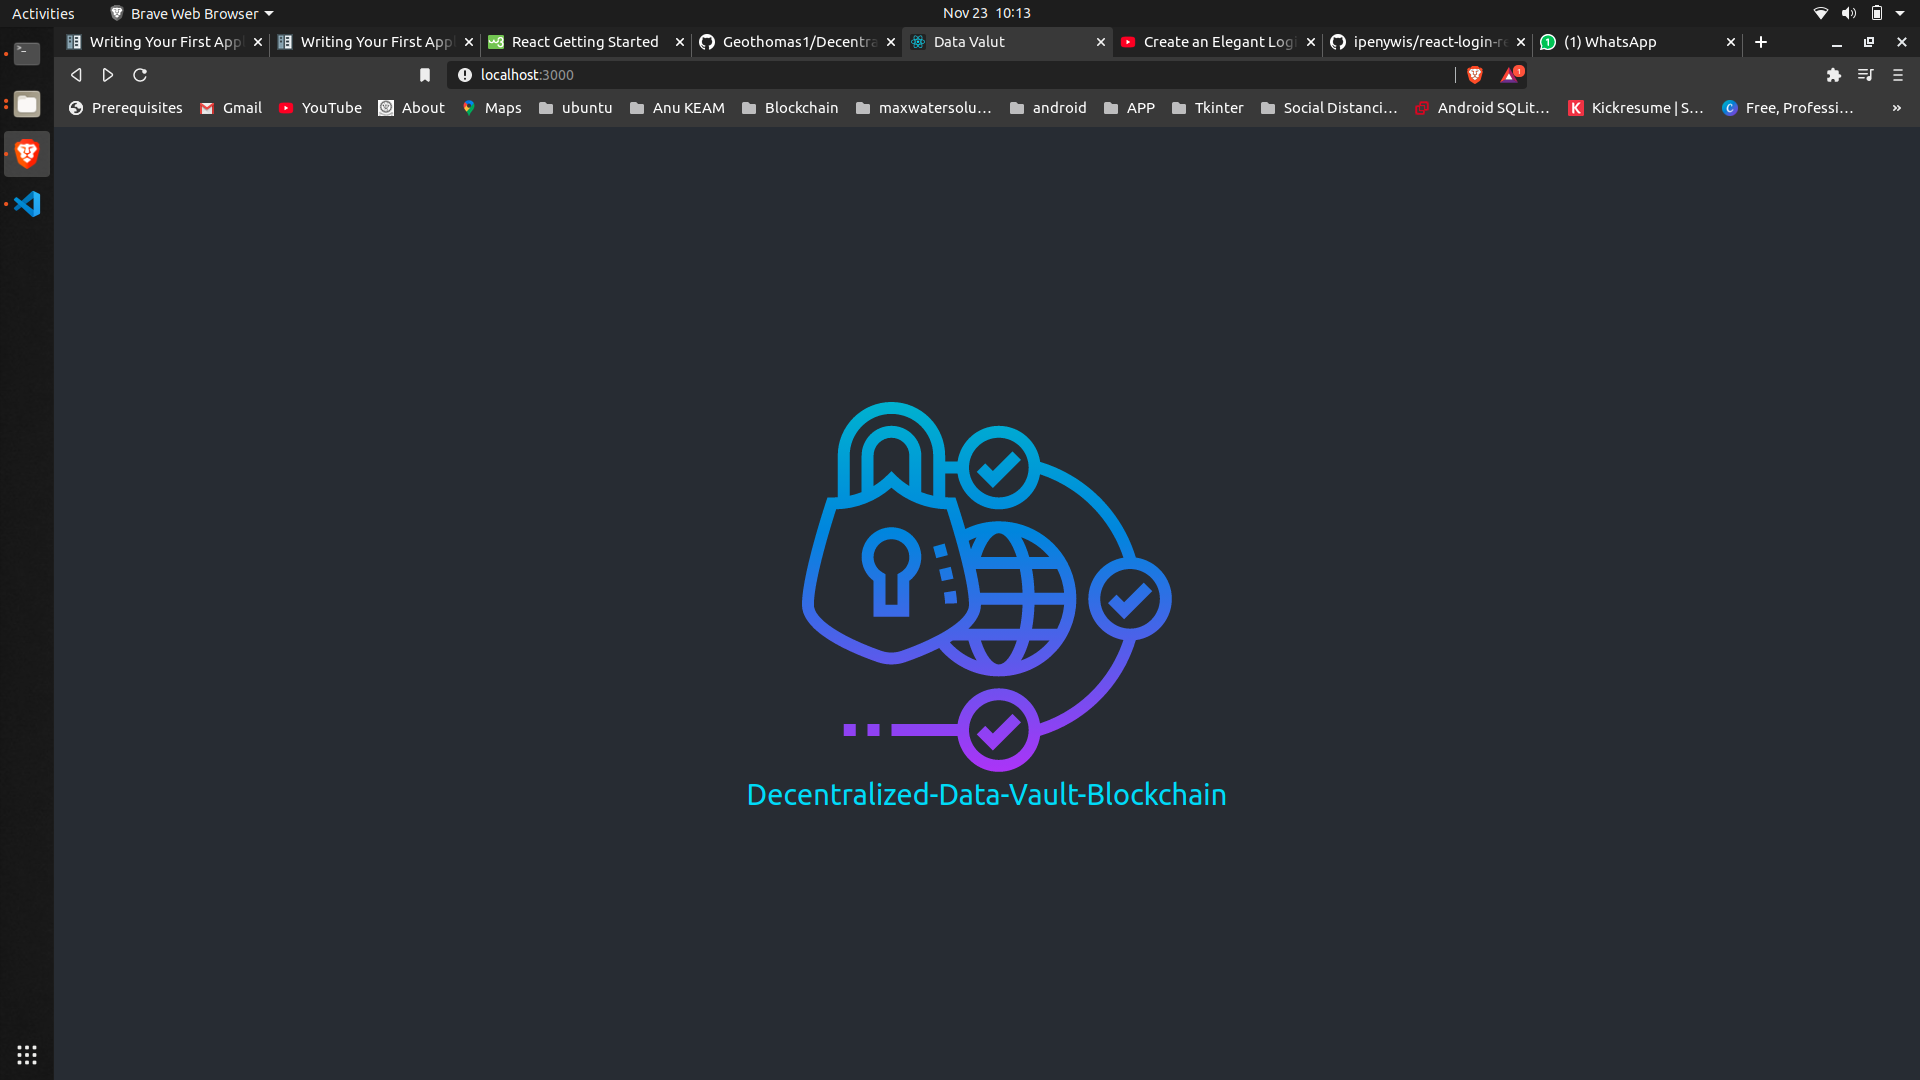 Activities Brave Web Browser Nov 23 10:13
Writing Your First App Writing Your First App React Getting Started Geothomas1/Decentra Data Valut Create an Elegant Logi ipenywis/react-login-re (1) WhatsApp
localhost:3000 1
Prerequisites Gmail YouTube About Maps ubuntu Anu KEAM Blockchain maxwatersolu… android APP Tkinter Social Distanci… Android SQLit… Kickresume | S… Free, Professi… »
Decentralized-Data-Vault-Blockchain